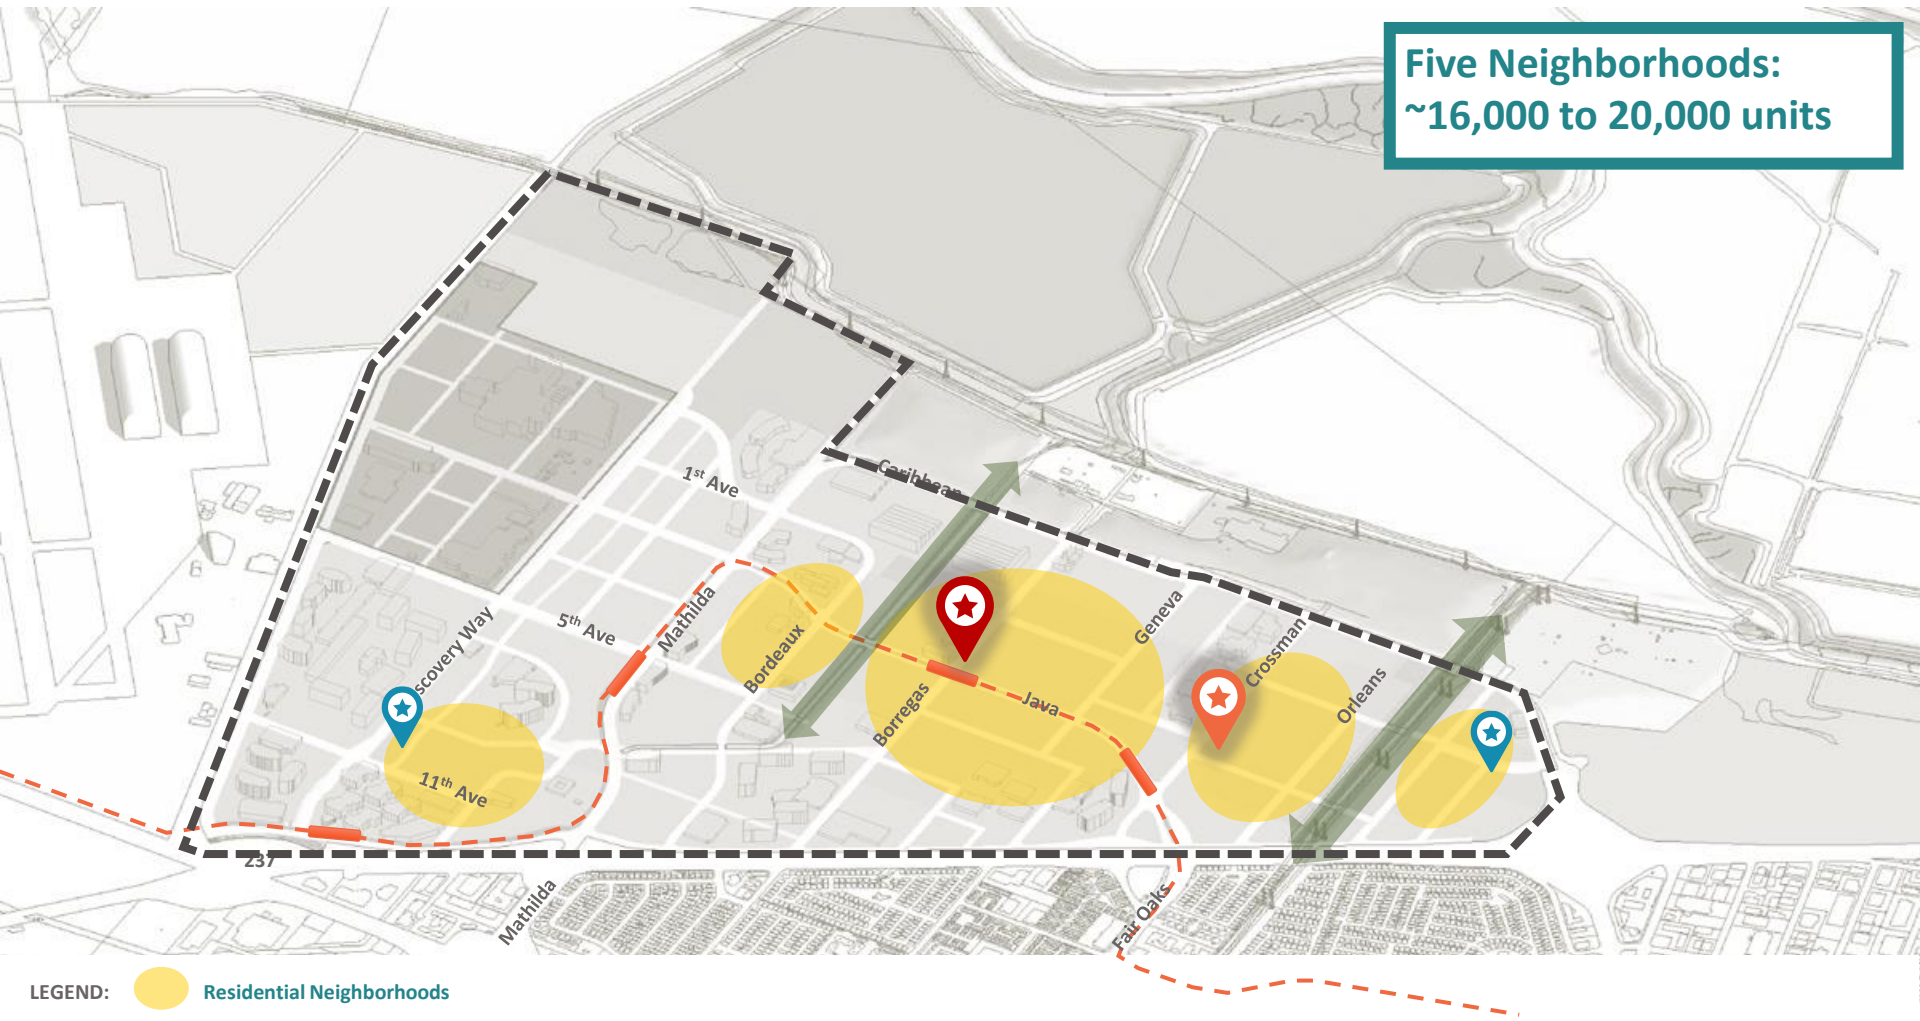 Five Neighborhoods:
~16,000 to 20,000 units
Caribbean
1st Ave
5th Ave
Mathilda
Bordeaux
Geneva
Crossman
scovery Way
Orleans
Borregas
Java
11th Ave
237
Mathilda
Fair Oaks
LEGEND:
Residential Neighborhoods